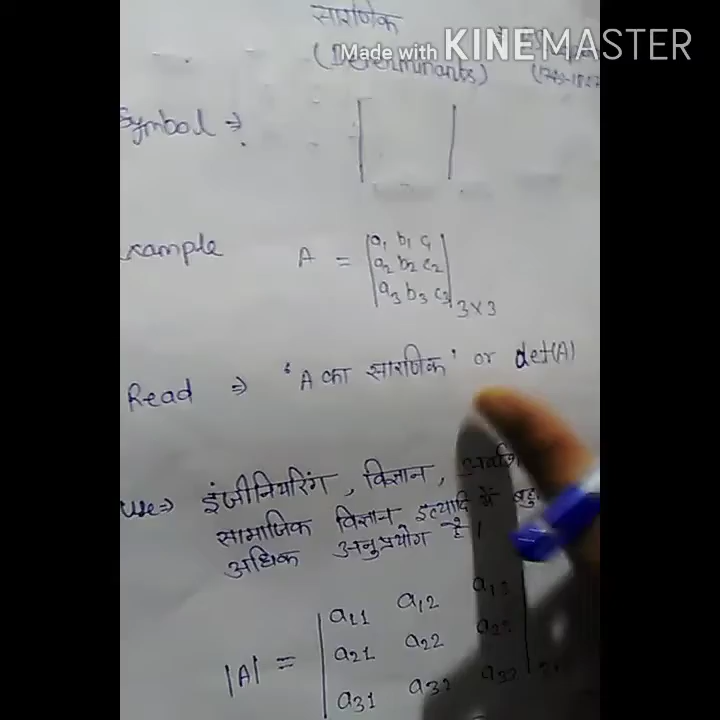 सारणिक
Made with KINEMASTER
(Determinants)
Symbol ⇒
Example A = |a₁ b₁ c₁
a₂ b₂ c₂
a₃ b₃ c₃| 3×3
Read ⇒ 'A का सारणिक' or det(A)
Use ⇒ इंजीनियरिंग, विज्ञान,
सामाजिक विज्ञान इत्यादि में
अधिक अनुप्रयोग है।
|A| = |a₁₁ a₁₂
a₂₁ a₂₂
a₃₁ a₃₂ a₃₃|